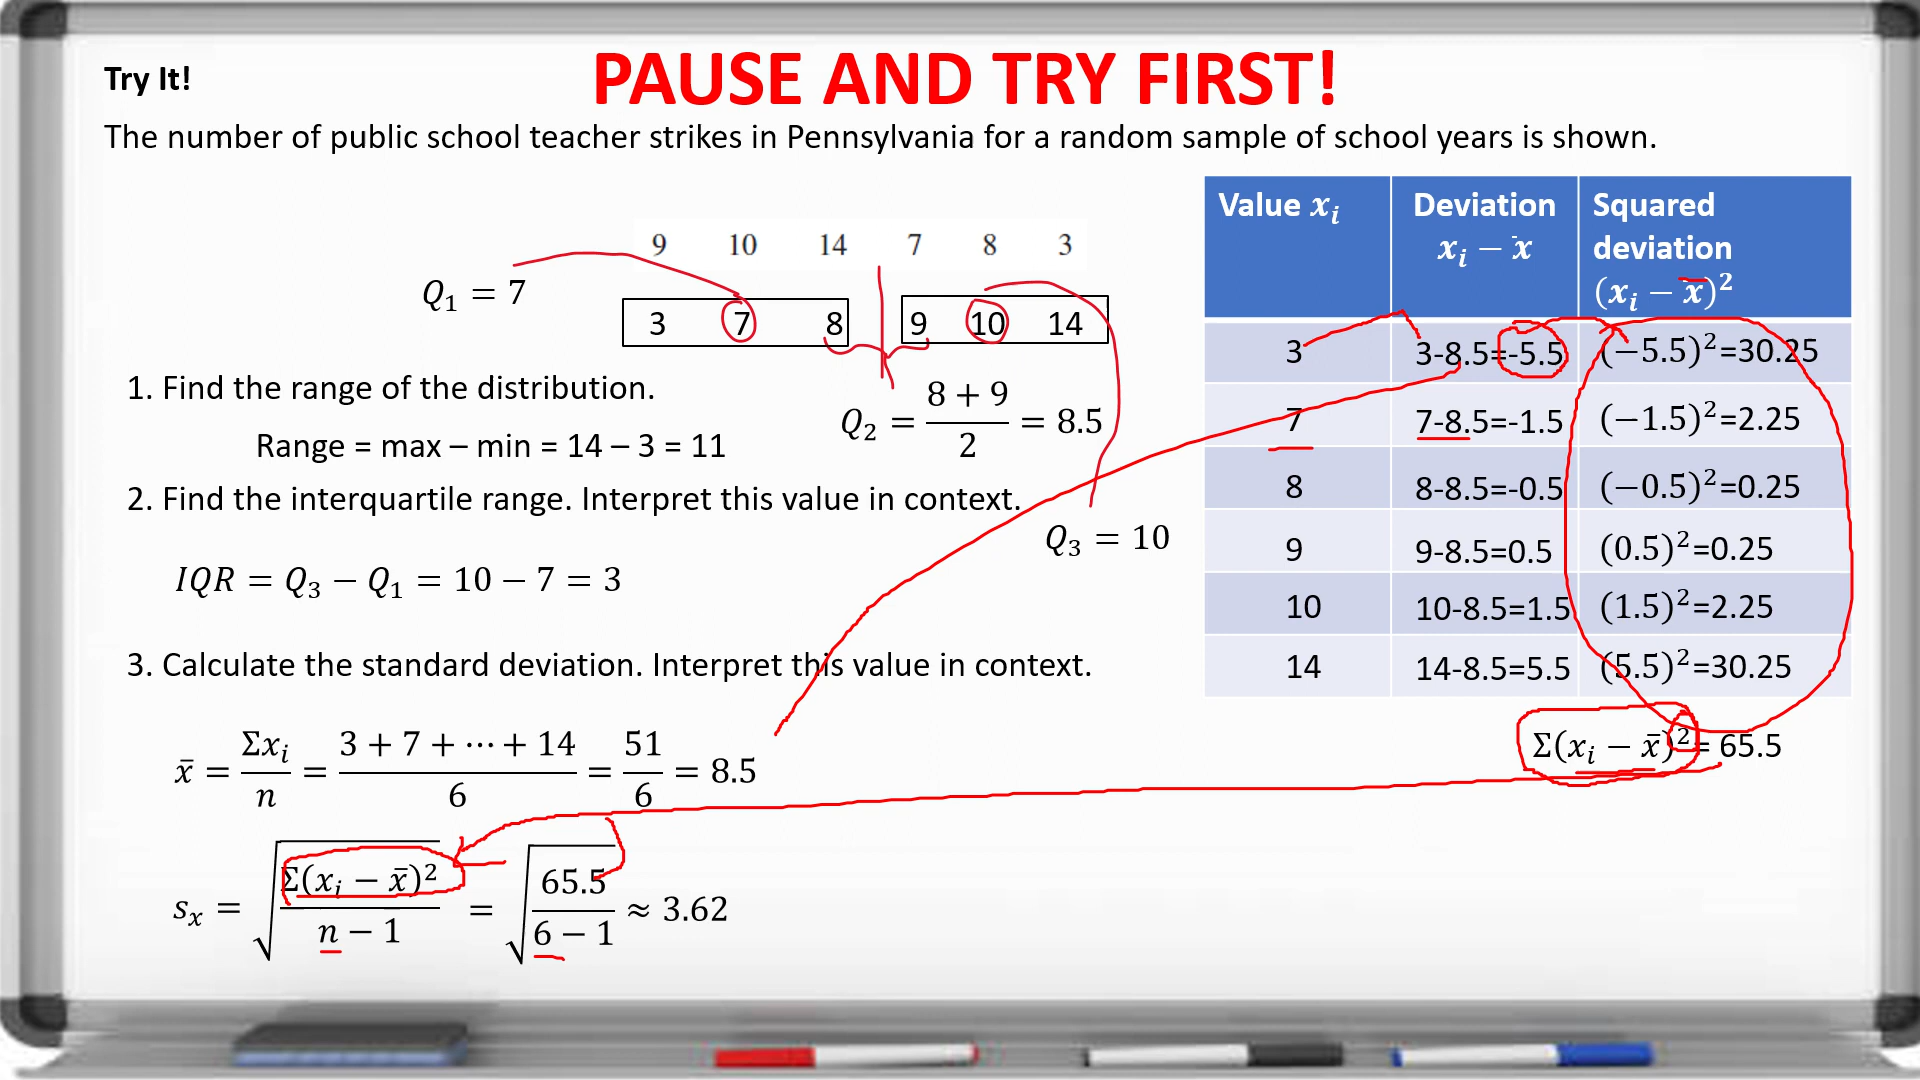 Try It!
PAUSE AND TRY FIRST!
The number of public school teacher strikes in Pennsylvania for a random sample of school years is shown.
9 10 14 7 8 3
Q₁ = 7
3 7 8 9 10 14
1. Find the range of the distribution.
Q₂ = (8 + 9)/2 = 8.5
Range = max – min = 14 – 3 = 11
2. Find the interquartile range. Interpret this value in context.
Q₃ = 10
IQR = Q₃ − Q₁ = 10 − 7 = 3
3. Calculate the standard deviation. Interpret this value in context.
x̄ = Σxᵢ/n = (3 + 7 + ⋯ + 14)/6 = 51/6 = 8.5
sₓ = √(Σ(xᵢ − x̄)²/(n − 1)) = √(65.5/(6 − 1)) ≈ 3.62
Value xᵢ | Deviation xᵢ − x̄ | Squared deviation (xᵢ − x̄)²
3 | 3-8.5=-5.5 | (−5.5)²=30.25
7 | 7-8.5=-1.5 | (−1.5)²=2.25
8 | 8-8.5=-0.5 | (−0.5)²=0.25
9 | 9-8.5=0.5 | (0.5)²=0.25
10 | 10-8.5=1.5 | (1.5)²=2.25
14 | 14-8.5=5.5 | (5.5)²=30.25
Σ(xᵢ − x̄)²= 65.5